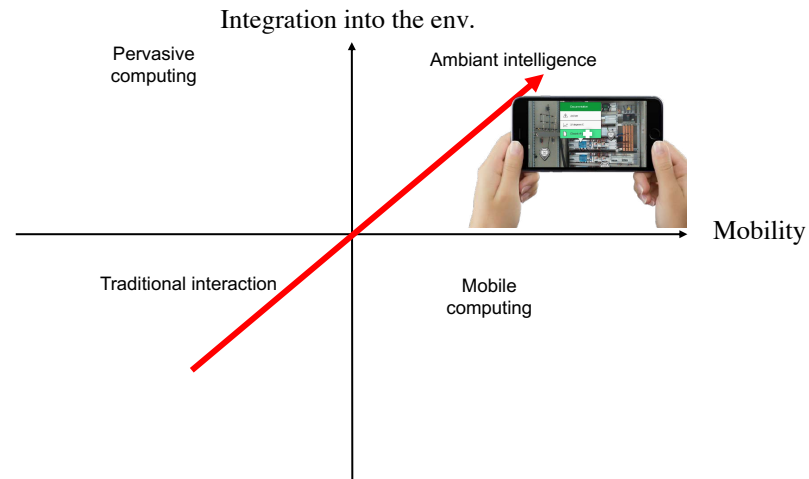 Integration into the env.
Pervasive
computing
Ambiant intelligence
Mobility
Traditional interaction
Mobile
computing